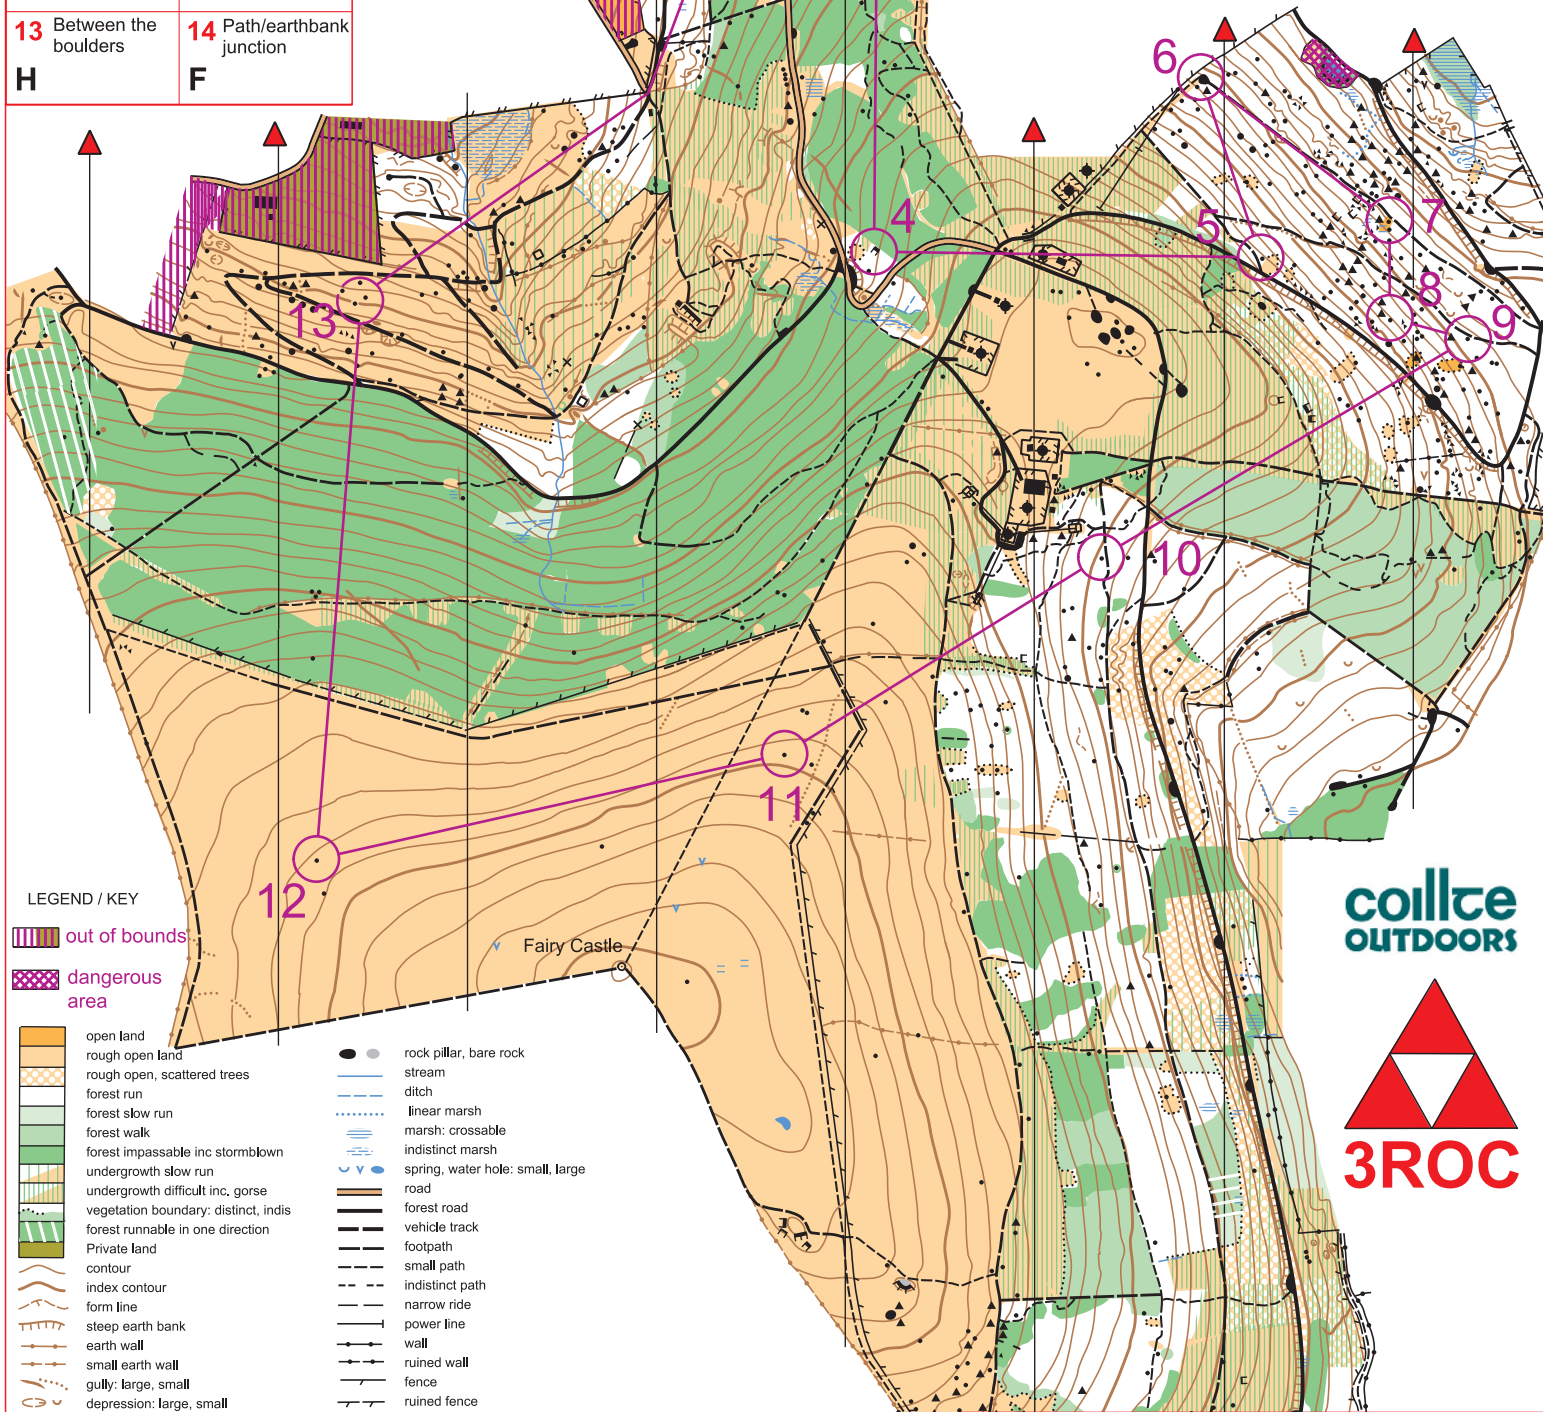 13 Between the
boulders
H
14 Path/earthbank
junction
F
4
5
6
7
8
9
10
11
12
13
Fairy Castle
LEGEND / KEY
out of bounds
dangerous
area
open land
rough open land
rough open, scattered trees
forest run
forest slow run
forest walk
forest impassable inc stormblown
undergrowth slow run
undergrowth difficult inc. gorse
vegetation boundary: distinct, indis
forest runnable in one direction
Private land
contour
index contour
form line
steep earth bank
earth wall
small earth wall
gully: large, small
depression: large, small
rock pillar, bare rock
stream
ditch
linear marsh
marsh: crossable
indistinct marsh
spring, water hole: small, large
road
forest road
vehicle track
footpath
small path
indistinct path
narrow ride
power line
wall
ruined wall
fence
ruined fence
coillte
OUTDOORS
3ROC